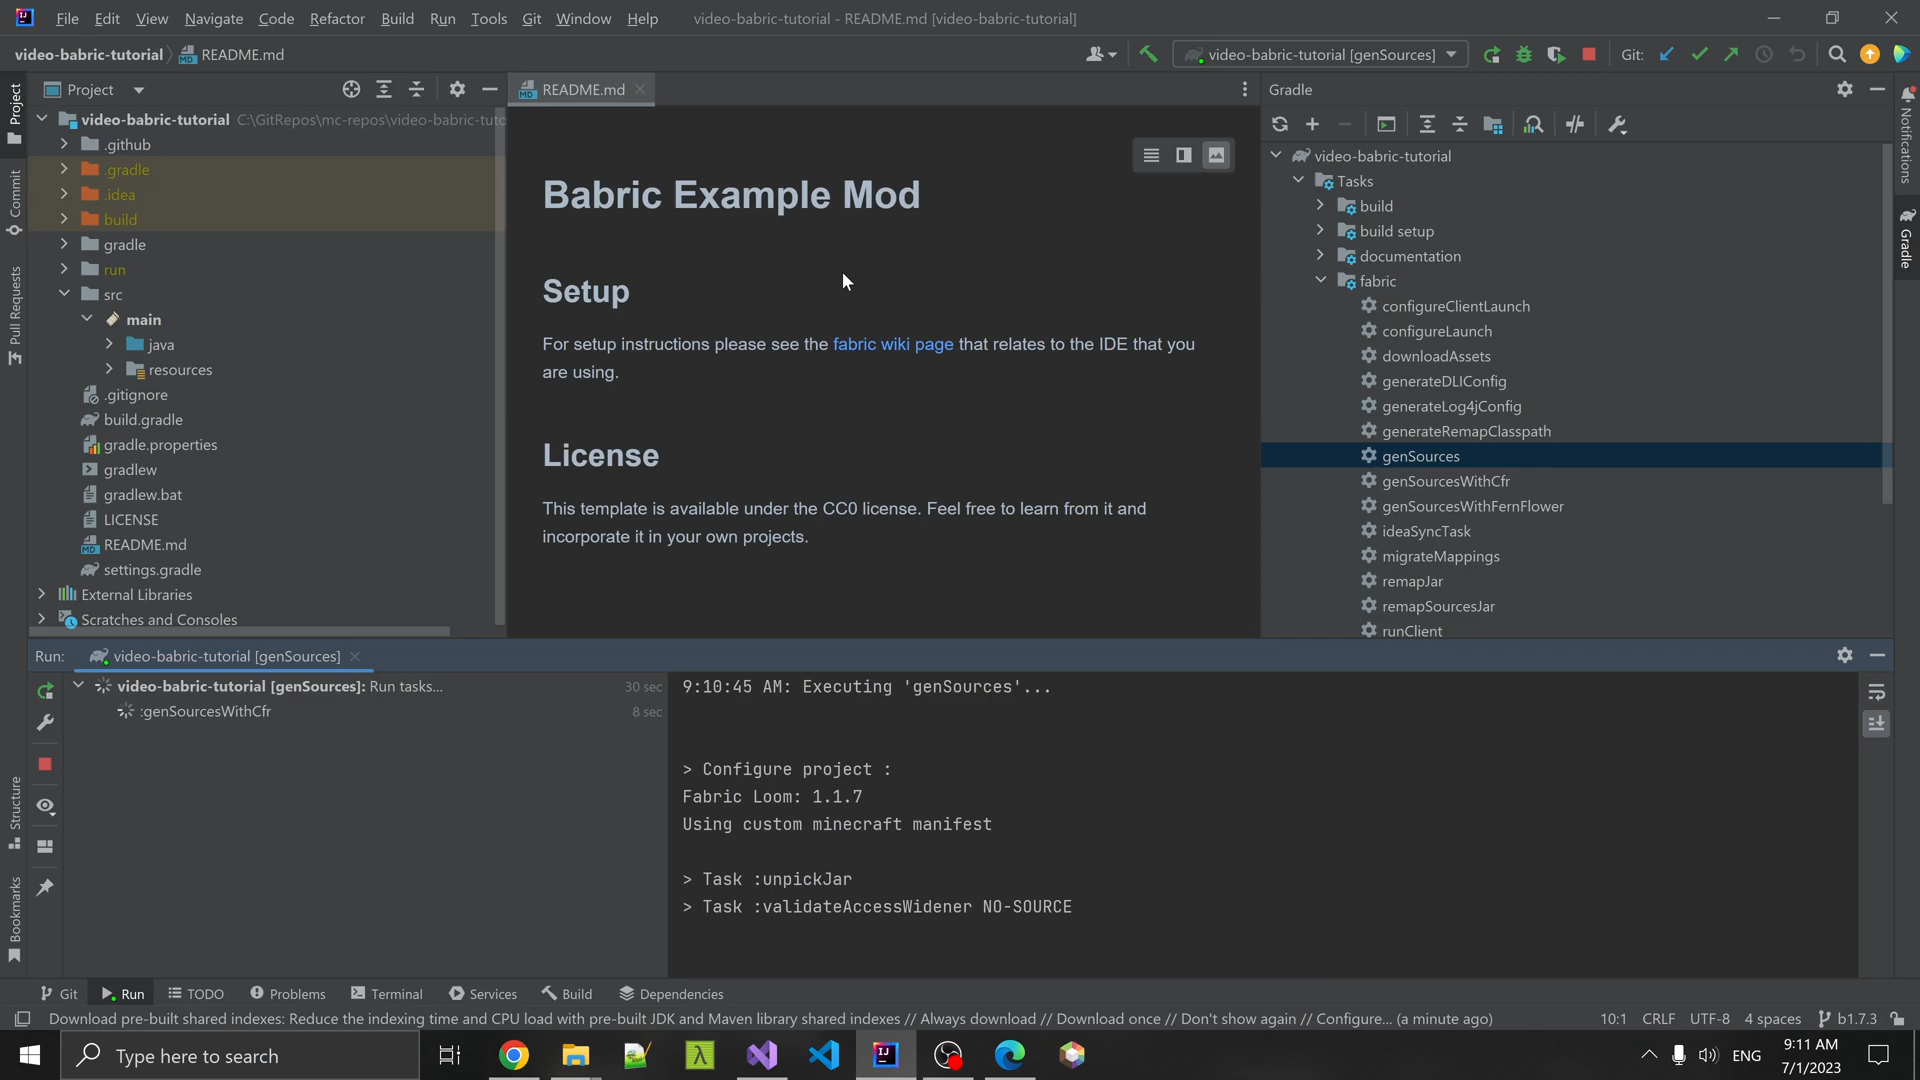 File Edit View Navigate Code Refactor Build Run Tools Git Window Help video-babric-tutorial - README.md [video-babric-tutorial]
video-babric-tutorial README.md video-babric-tutorial [genSources] Git:
Project
README.md
Gradle
video-babric-tutorial C:\GitRepos\mc-repos\video-babric-tuto
.github
.gradle
.idea
build
gradle
run
src
main
java
resources
.gitignore
build.gradle
gradle.properties
gradlew
gradlew.bat
LICENSE
README.md
settings.gradle
External Libraries
Scratches and Consoles
Babric Example Mod
Setup
For setup instructions please see the fabric wiki page that relates to the IDE that you
are using.
License
This template is available under the CC0 license. Feel free to learn from it and
incorporate it in your own projects.
video-babric-tutorial
Tasks
build
build setup
documentation
fabric
configureClientLaunch
configureLaunch
downloadAssets
generateDLIConfig
generateLog4jConfig
generateRemapClasspath
genSources
genSourcesWithCfr
genSourcesWithFernFlower
ideaSyncTask
migrateMappings
remapJar
remapSourcesJar
runClient
Project
Commit
Pull Requests
Structure
Bookmarks
Notifications
Gradle
Run: video-babric-tutorial [genSources]
video-babric-tutorial [genSources]: Run tasks... 30 sec
:genSourcesWithCfr 8 sec
9:10:45 AM: Executing 'genSources'...
> Configure project :
Fabric Loom: 1.1.7
Using custom minecraft manifest
> Task :unpickJar
> Task :validateAccessWidener NO-SOURCE
Git Run TODO Problems Terminal Services Build Dependencies
Download pre-built shared indexes: Reduce the indexing time and CPU load with pre-built JDK and Maven library shared indexes // Always download // Download once // Don't show again // Configure... (a minute ago) 10:1 CRLF UTF-8 4 spaces b1.7.3
Type here to search
ENG
9:11 AM
7/1/2023